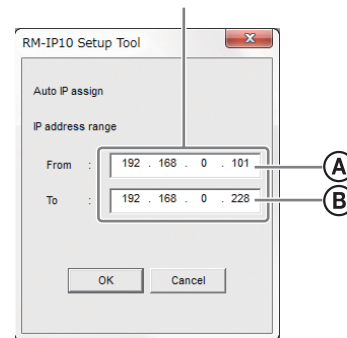 RM-IP10 Setup Tool
Auto IP assign
IP address range
From : 192 . 168 . 0 . 101 A
To : 192 . 168 . 0 . 228 B
OK Cancel